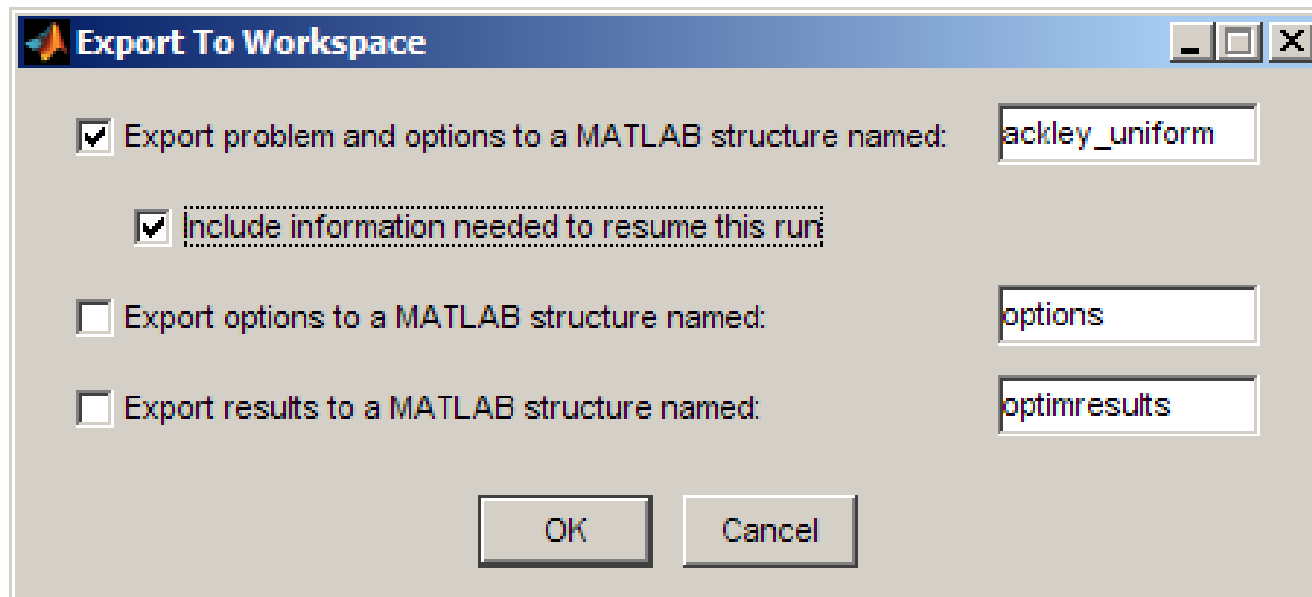 Export To Workspace
Export problem and options to a MATLAB structure named: ackley_uniform
Include information needed to resume this run
Export options to a MATLAB structure named: options
Export results to a MATLAB structure named: optimresults
OK Cancel